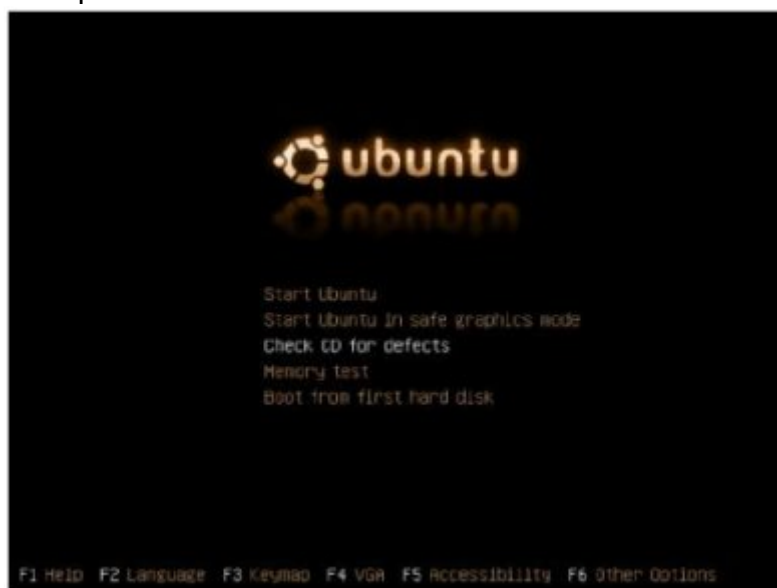 ubuntu
Start Ubuntu
Start Ubuntu in safe graphics mode
Check CD for defects
Memory test
Boot from first hard disk
F1 Help F2 Language F3 Keymap F4 VGA F5 Accessibility F6 Other Options